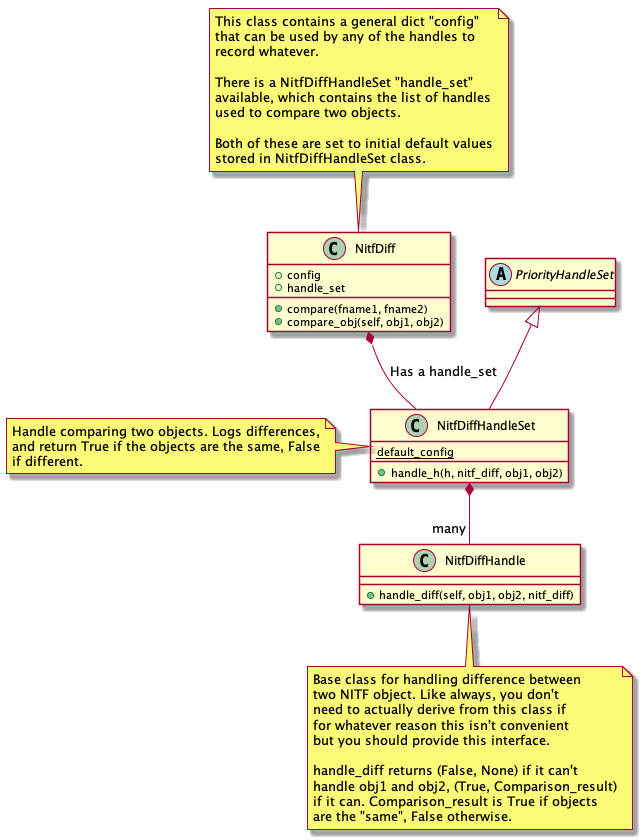 This class contains a general dict "config"
that can be used by any of the handles to
record whatever.
There is a NitfDiffHandleSet "handle_set"
available, which contains the list of handles
used to compare two objects.
Both of these are set to initial default values
stored in NitfDiffHandleSet class.
C NitfDiff
config
handle_set
compare(fname1, fname2)
compare_obj(self, obj1, obj2)
A PriorityHandleSet
Has a handle_set
Handle comparing two objects. Logs differences,
and return True if the objects are the same, False
if different.
C NitfDiffHandleSet
default_config
handle_h(h, nitf_diff, obj1, obj2)
many
C NitfDiffHandle
handle_diff(self, obj1, obj2, nitf_diff)
Base class for handling difference between
two NITF object. Like always, you don't
need to actually derive from this class if
for whatever reason this isn't convenient
but you should provide this interface.
handle_diff returns (False, None) if it can't
handle obj1 and obj2, (True, Comparison_result)
if it can. Comparison_result is True if objects
are the "same", False otherwise.